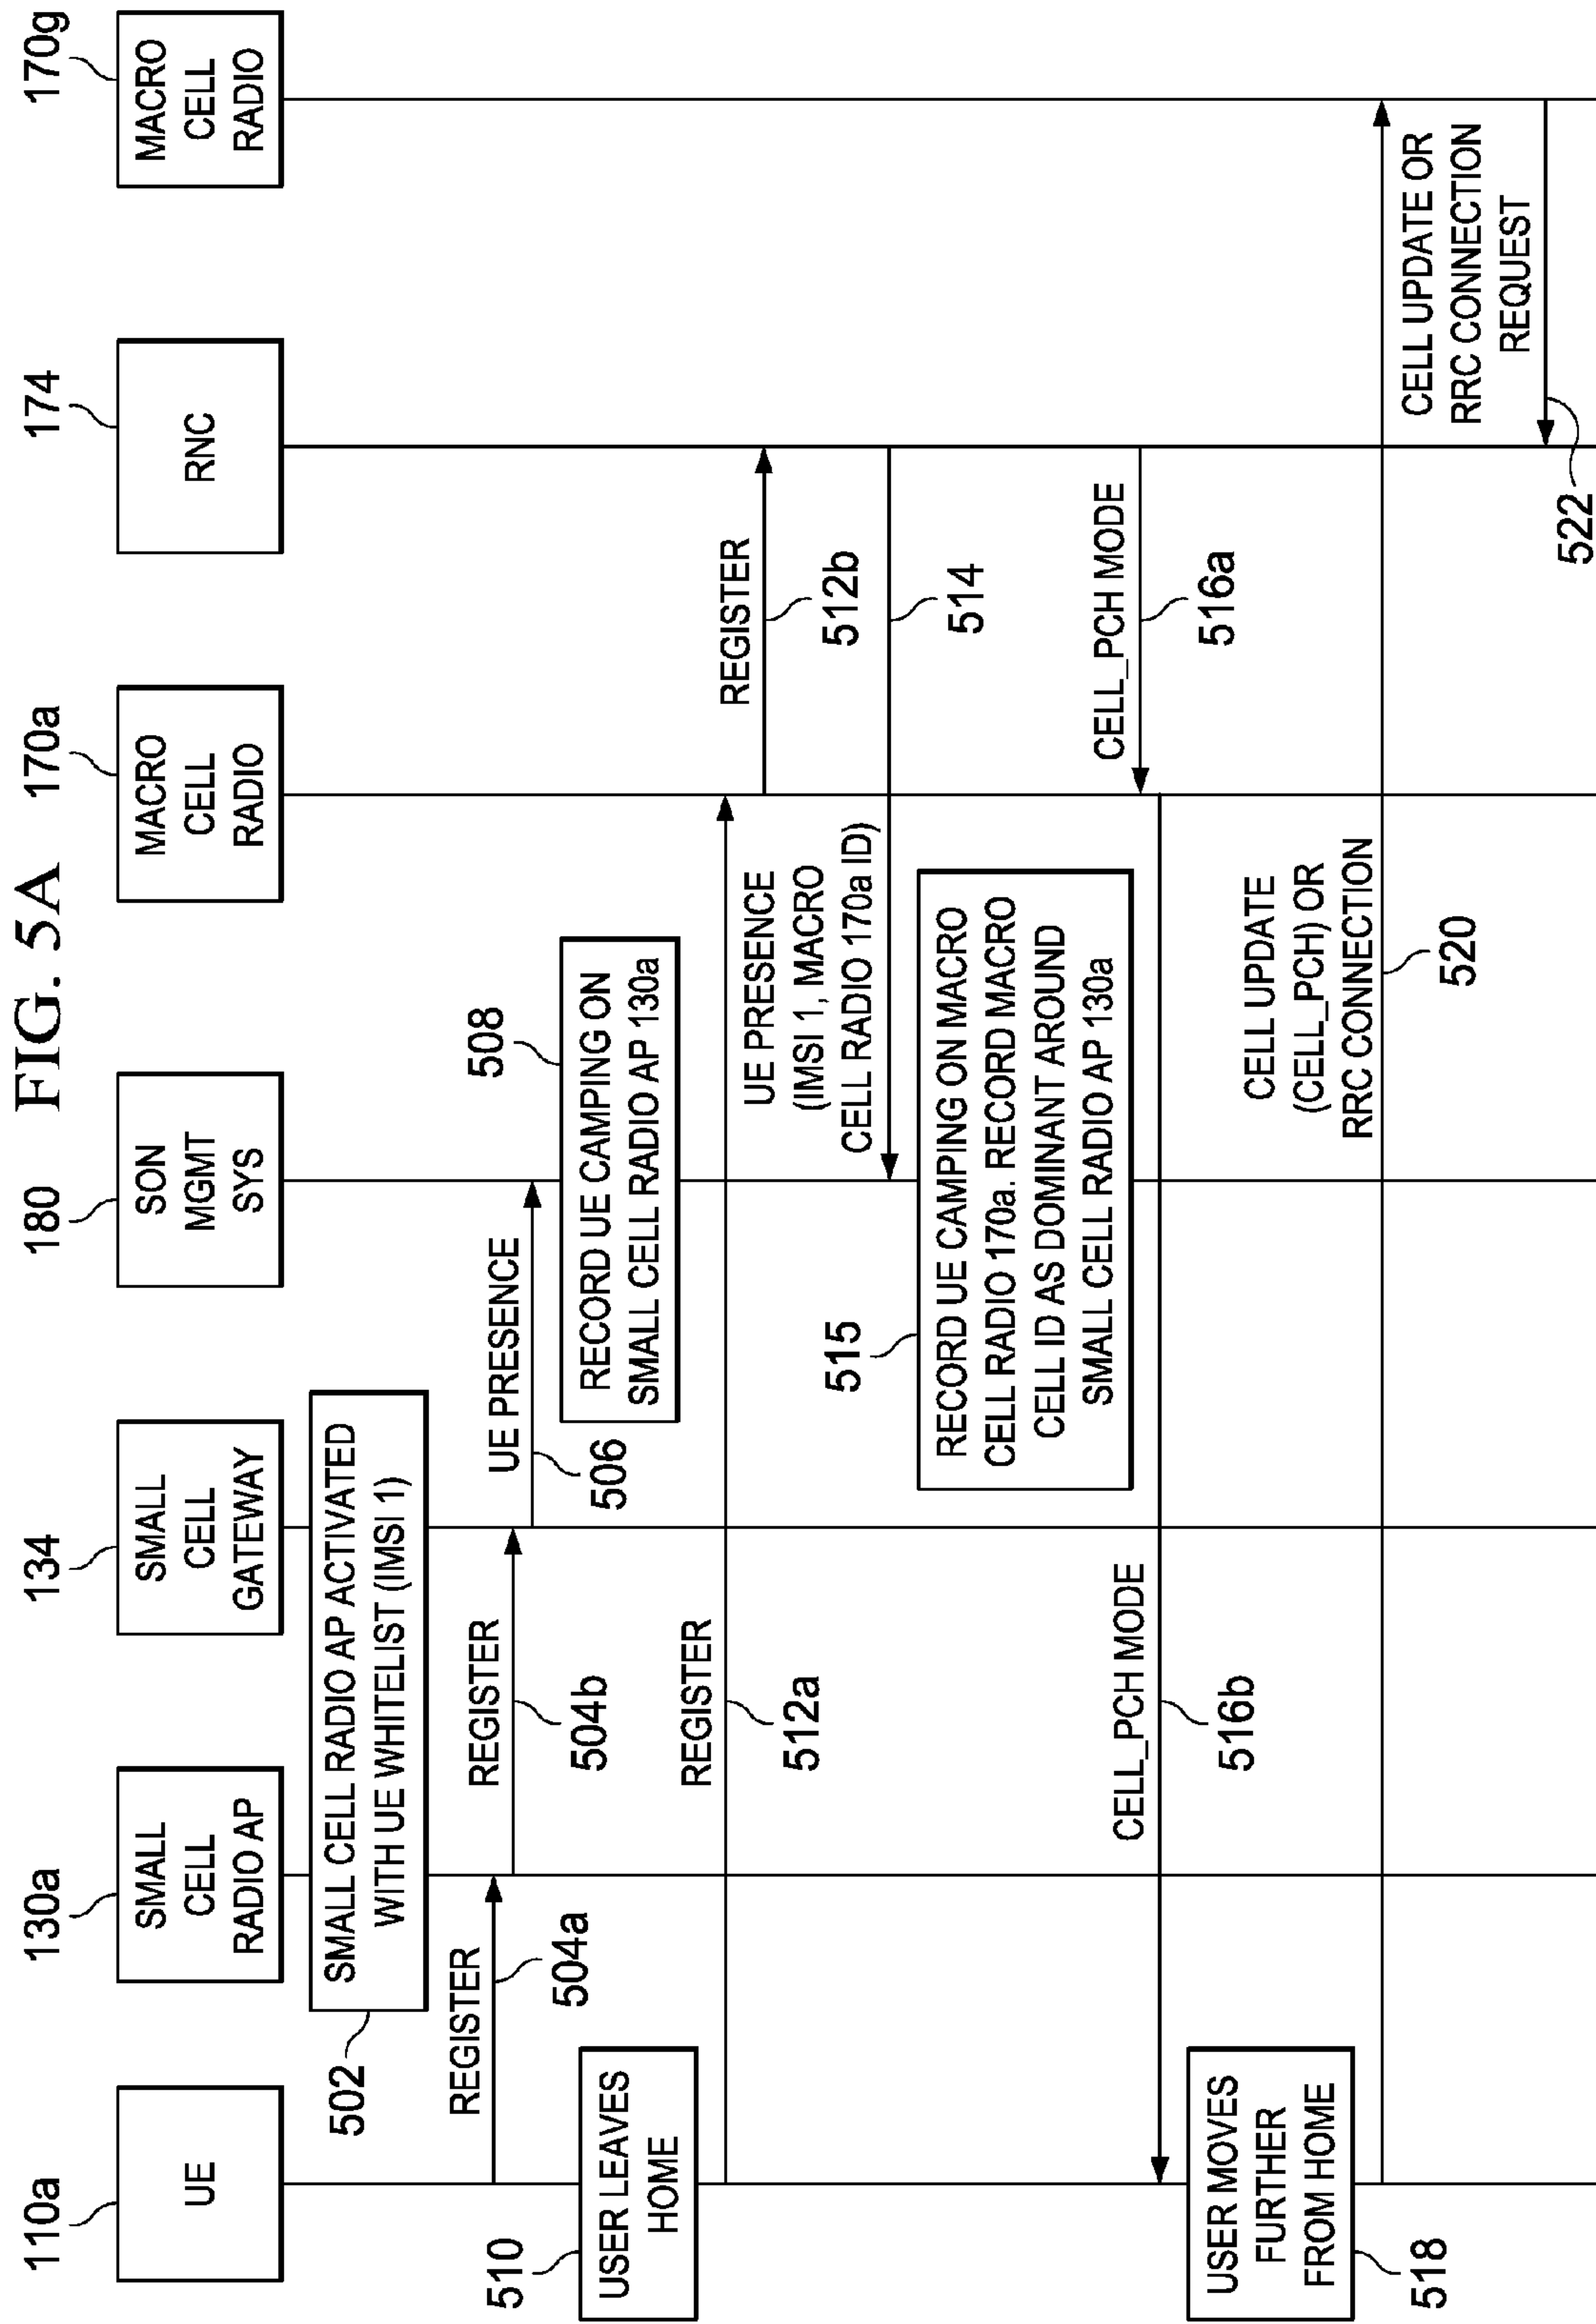 FIG. 5A
110a
UE
130a
SMALL
CELL
RADIO AP
134
SMALL
CELL
GATEWAY
180
SON
MGMT
SYS
170a
MACRO
CELL
RADIO
174
RNC
170g
MACRO
CELL
RADIO
SMALL CELL RADIO AP ACTIVATED
WITH UE WHITELIST (IMSI 1)
502
REGISTER
504a
REGISTER
504b
UE PRESENCE
506
508
RECORD UE CAMPING ON
SMALL CELL RADIO AP 130a
510
USER LEAVES
HOME
REGISTER
512a
REGISTER
512b
UE PRESENCE
(IMSI 1, MACRO
CELL RADIO 170a ID)
514
515
RECORD UE CAMPING ON MACRO
CELL RADIO 170a. RECORD MACRO
CELL ID AS DOMINANT AROUND
SMALL CELL RADIO AP 130a
CELL_PCH MODE
516a
CELL_PCH MODE
516b
USER MOVES
FURTHER
FROM HOME
518
CELL UPDATE
(CELL_PCH) OR
RRC CONNECTION
520
CELL UPDATE OR
RRC CONNECTION
REQUEST
522